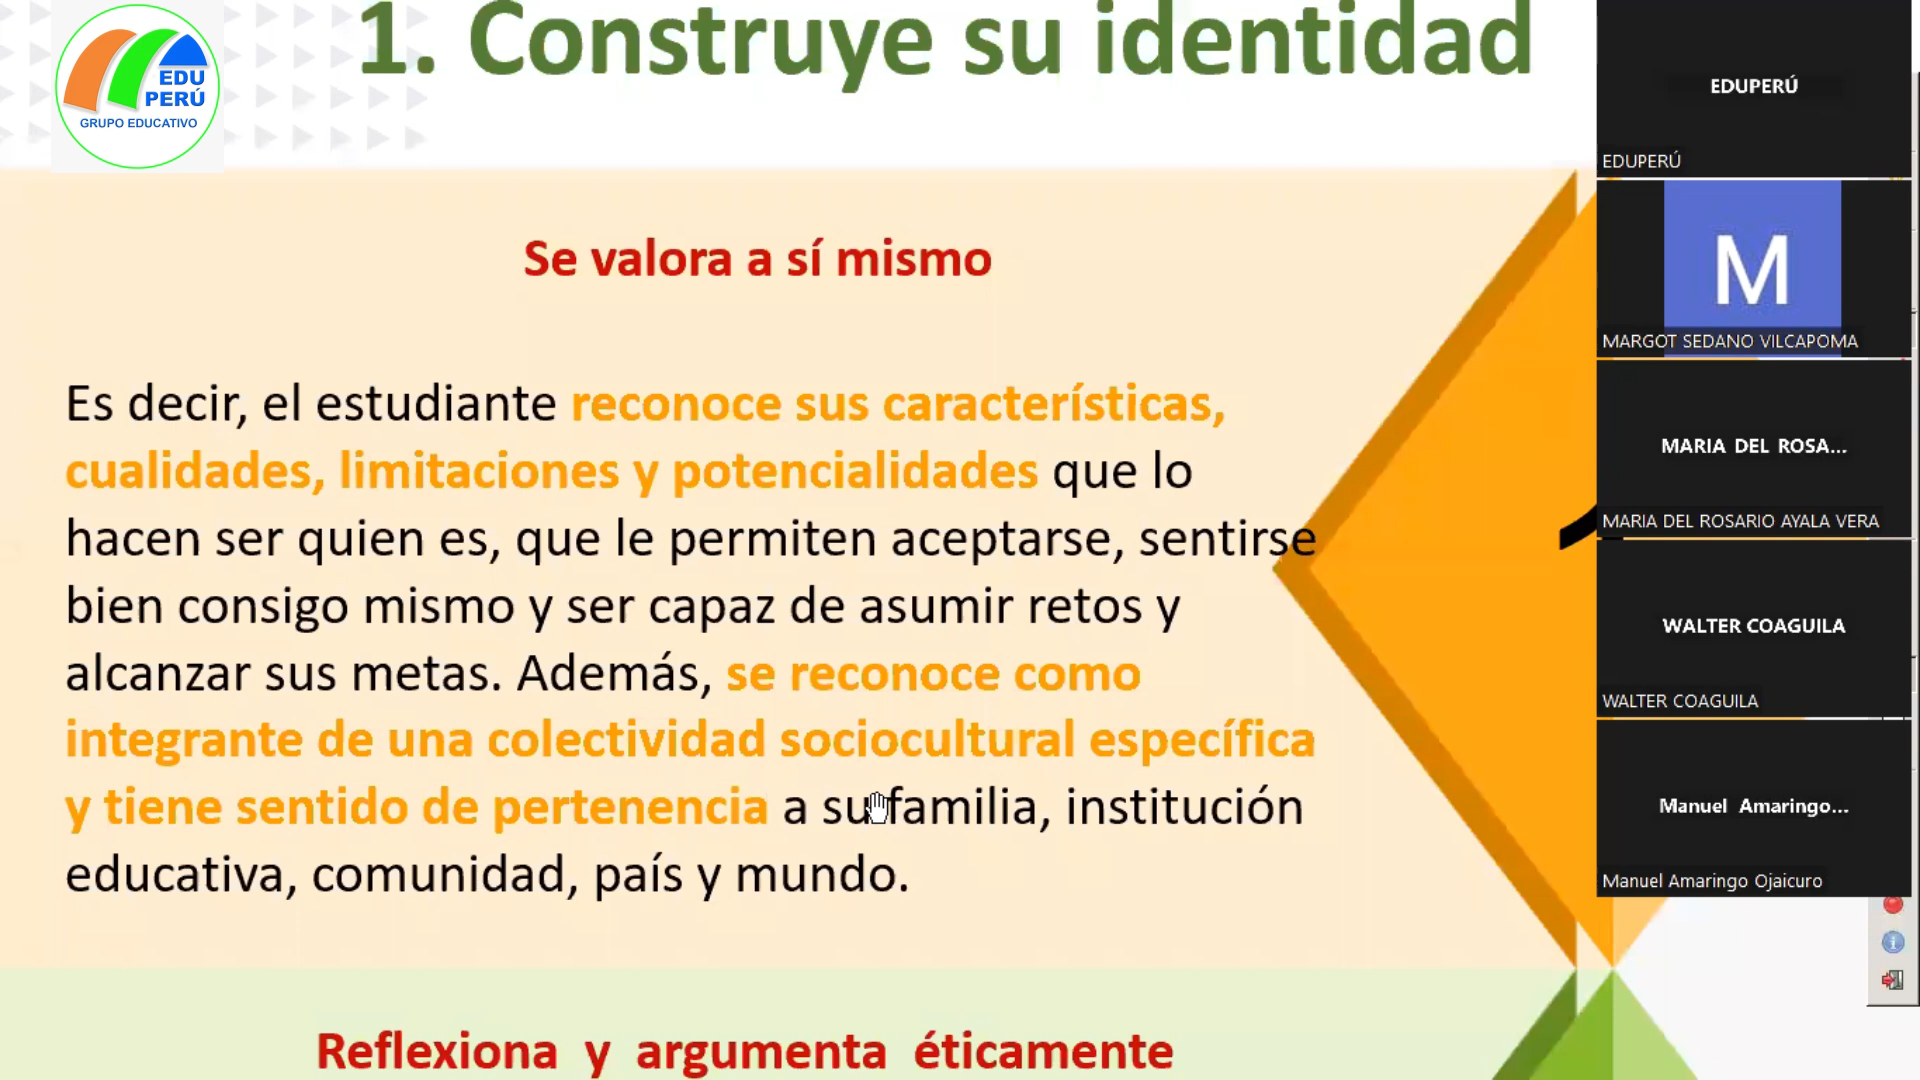 1. Construye su identidad
EDU
PERÚ
GRUPO EDUCATIVO
Se valora a sí mismo
Es decir, el estudiante reconoce sus características,
cualidades, limitaciones y potencialidades que lo
hacen ser quien es, que le permiten aceptarse, sentirse
bien consigo mismo y ser capaz de asumir retos y
alcanzar sus metas. Además, se reconoce como
integrante de una colectividad sociocultural específica
y tiene sentido de pertenencia a su familia, institución
educativa, comunidad, país y mundo.
Reflexiona y argumenta éticamente
EDUPERÚ
EDUPERÚ
M
MARGOT SEDANO VILCAPOMA
MARIA DEL ROSA...
MARIA DEL ROSARIO AYALA VERA
WALTER COAGUILA
WALTER COAGUILA
Manuel Amaringo...
Manuel Amaringo Ojaicuro